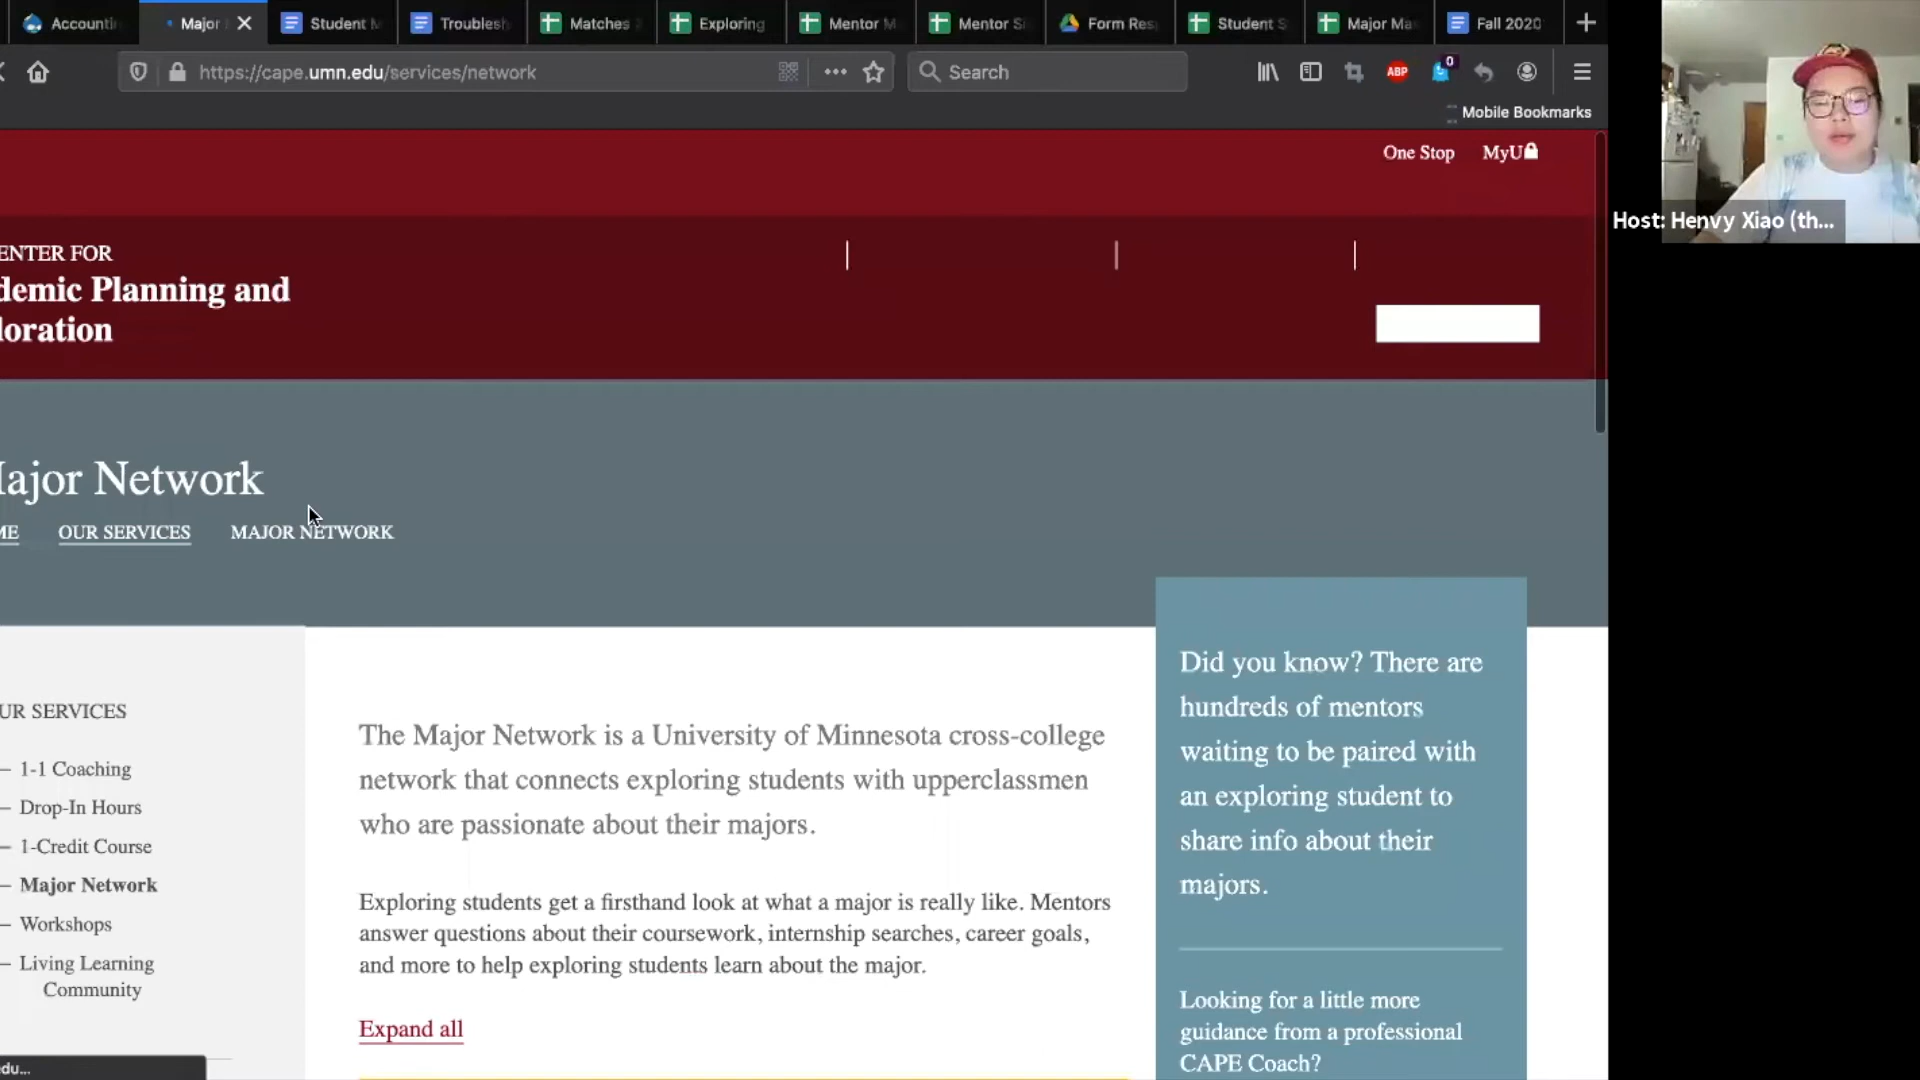 Accounti
Major
Student M
Troublesh
Matches
Exploring
Mentor M
Mentor Si
Form Res
Student S
Major Ma
Fall 2020
https://cape.umn.edu/services/network
Search
ABP
0
Mobile Bookmarks
One Stop
MyU
ENTER FOR
demic Planning and
loration
Major Network
ME
OUR SERVICES
MAJOR NETWORK
UR SERVICES
– 1-1 Coaching
– Drop-In Hours
– 1-Credit Course
– Major Network
– Workshops
– Living Learning
Community
The Major Network is a University of Minnesota cross-college
network that connects exploring students with upperclassmen
who are passionate about their majors.
Exploring students get a firsthand look at what a major is really like. Mentors
answer questions about their coursework, internship searches, career goals,
and more to help exploring students learn about the major.
Expand all
Did you know? There are
hundreds of mentors
waiting to be paired with
an exploring student to
share info about their
majors.
Looking for a little more
guidance from a professional
CAPE Coach?
du...
Host: Henvy Xiao (th...